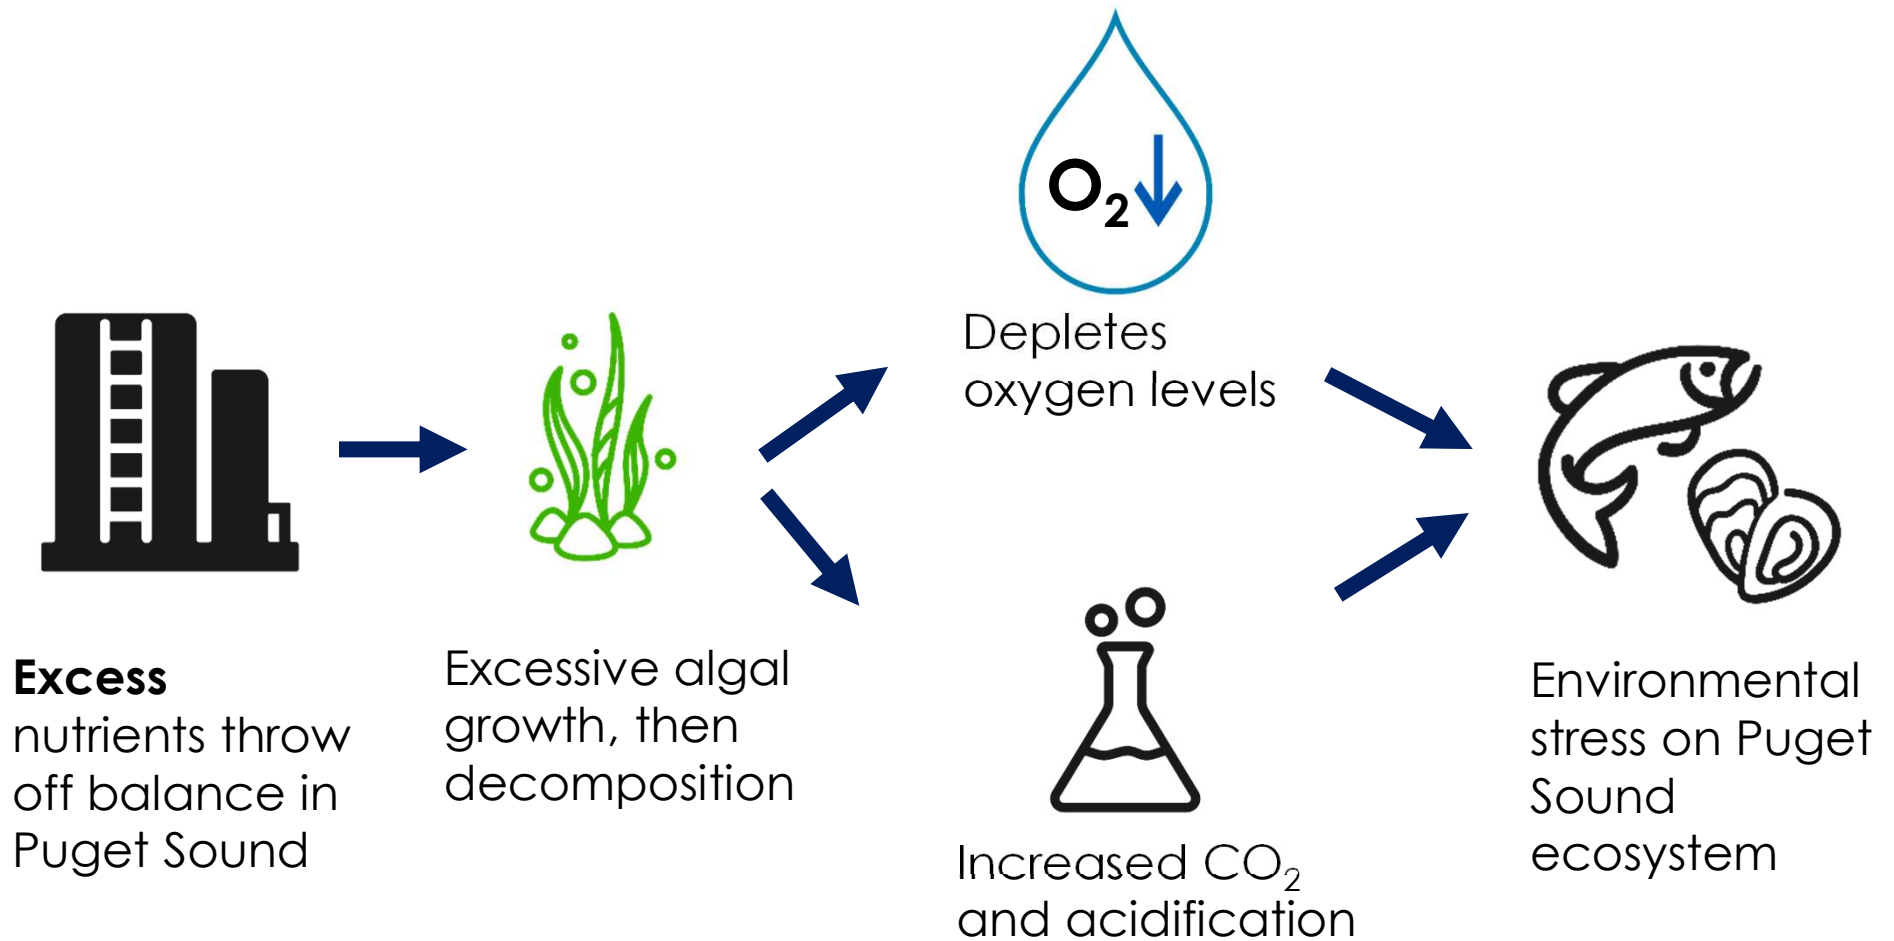 O₂
Depletes
oxygen levels
Excess
nutrients throw
off balance in
Puget Sound
Excessive algal
growth, then
decomposition
Increased CO₂
and acidification
Environmental
stress on Puget
Sound
ecosystem